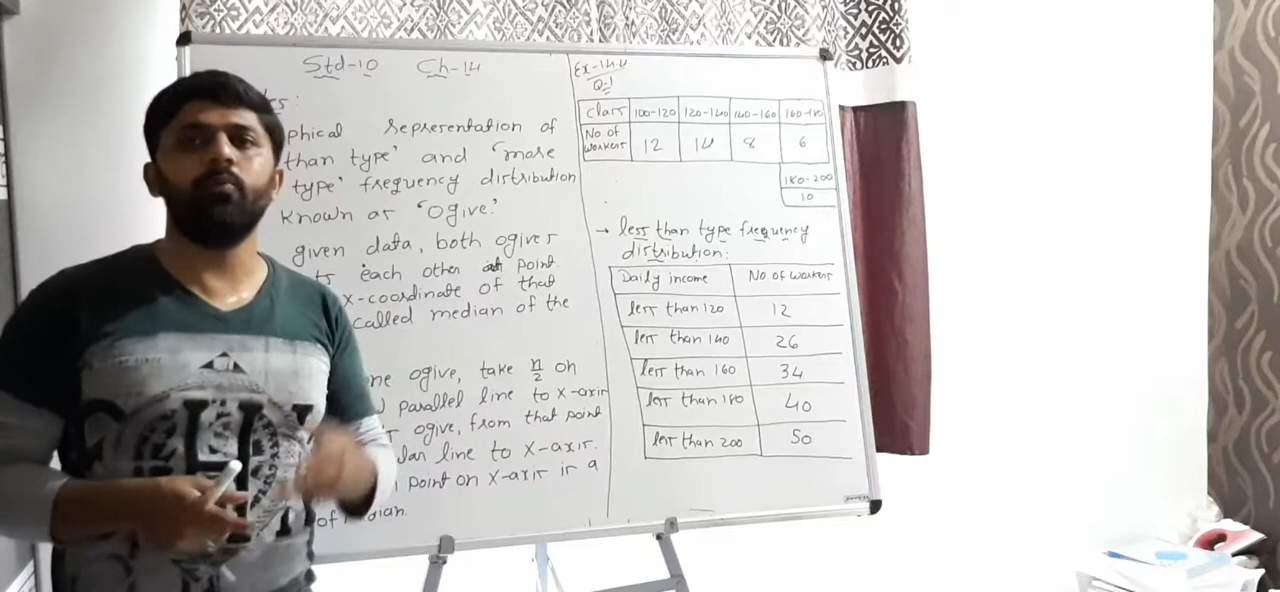 Std-10 Ch-14
phical representation of
than type' and 'more
type' frequency distribution
known as 'ogive.'
given data, both ogives
each other at point.
x-coordinate of that
called median of the
one ogive, take n/2 on
parallel line to x-axis
ogive, from that point
line to x-axis.
point on x-axis is a
of median.
Ex-14.4
Q-1
Class 100-120 120-140 140-160 160-180
No. of workers 12 14 8 6
180-200
10
→ less than type frequency
distribution:
Daily income No. of workers
less than 120 12
less than 140 26
less than 160 34
less than 180 40
less than 200 50